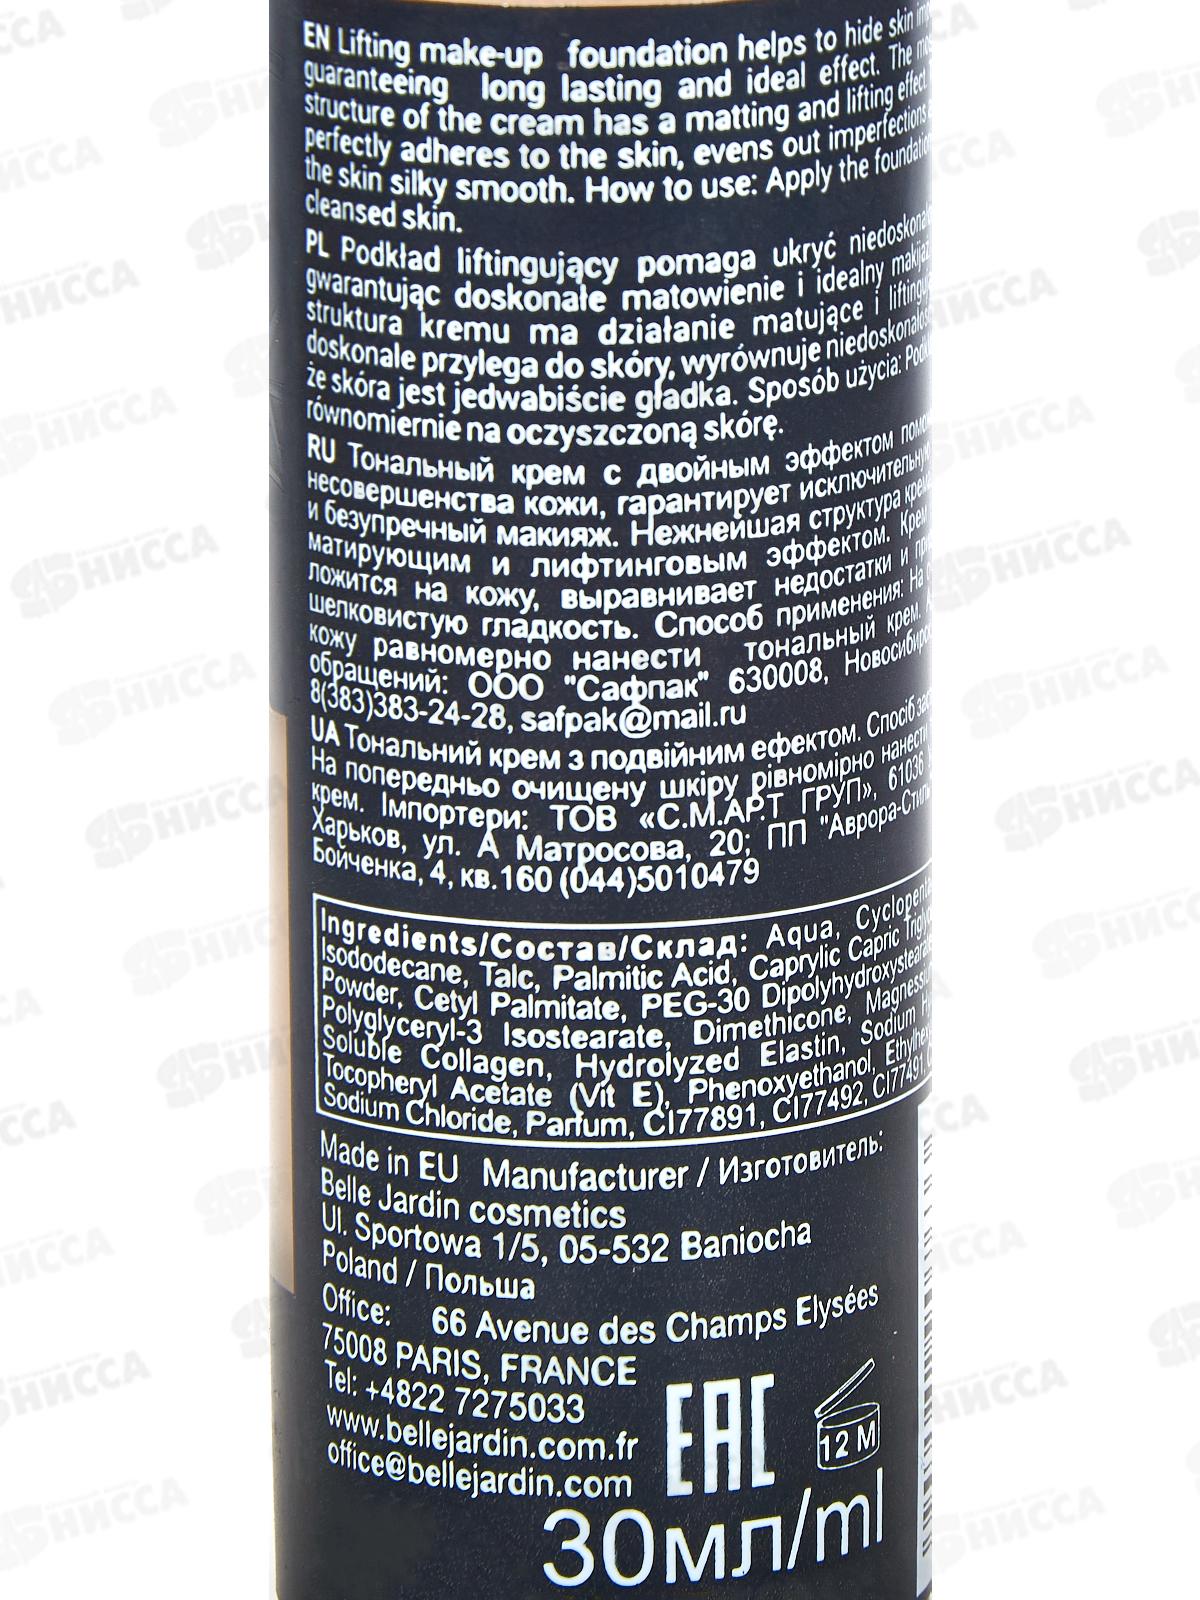 EN Lifting make-up foundation helps to hide skin
guaranteeing long lasting and ideal effect. The
structure of the cream has a matting and lifting effect
perfectly adheres to the skin, evens out imperfections
the skin silky smooth. How to use: Apply the foundation
cleansed skin.
PL Podkład liftingujący pomaga ukryć
gwarantując doskonałe matowienie i idealny
struktura kremu ma działanie matujące i
doskonale przylega do skóry, wyrównuje
że skóra jest jedwabiście gładka. Sposób użycia:
równomiernie na oczyszczoną skórę.
RU Тональный крем с двойным эффектом
несовершенства кожи, гарантирует исключительную
и безупречный макияж. Нежнейшая структура
матирующим и лифтинговым эффектом. Крем
ложится на кожу, выравнивает недостатки и
шелковистую гладкость. Способ применения: На
кожу равномерно нанести тональный крем.
обращений: ООО "Сафпак" 630008,
8(383)383-24-28, safpak@mail.ru
UA Тональний крем з подвійним ефектом. Спосіб
На попередньо очищену шкіру рівномірно нанести
крем. Імпортери: ТОВ «С.М.АР.Т ГРУП», 61036
Харьков, ул. А Матросова, 20; ПП "Аврора-Стиль
Бойченка, 4, кв.160 (044)5010479
Ingredients/Состав/Склад: Aqua,
Isododecane, Talc, Palmitic Acid, Caprylic Capric
Powder, Cetyl Palmitate, PEG-30
Polyglyceryl-3 Isostearate, Dimethicone,
Soluble Collagen, Hydrolyzed Elastin, Sodium
Tocopheryl Acetate (Vit E), Phenoxyethanol,
Sodium Chloride, Parfum, CI77891, CI77492, CI77491,
Made in EU Manufacturer / Изготовитель:
Belle Jardin cosmetics
Ul. Sportowa 1/5, 05-532 Baniocha
Poland / Польша
Office: 66 Avenue des Champs Elysées
75008 PARIS, FRANCE
Tel: +4822 7275033
www.bellejardin.com.fr
office@bellejardin.com
EAC
12 M
30мл/ml